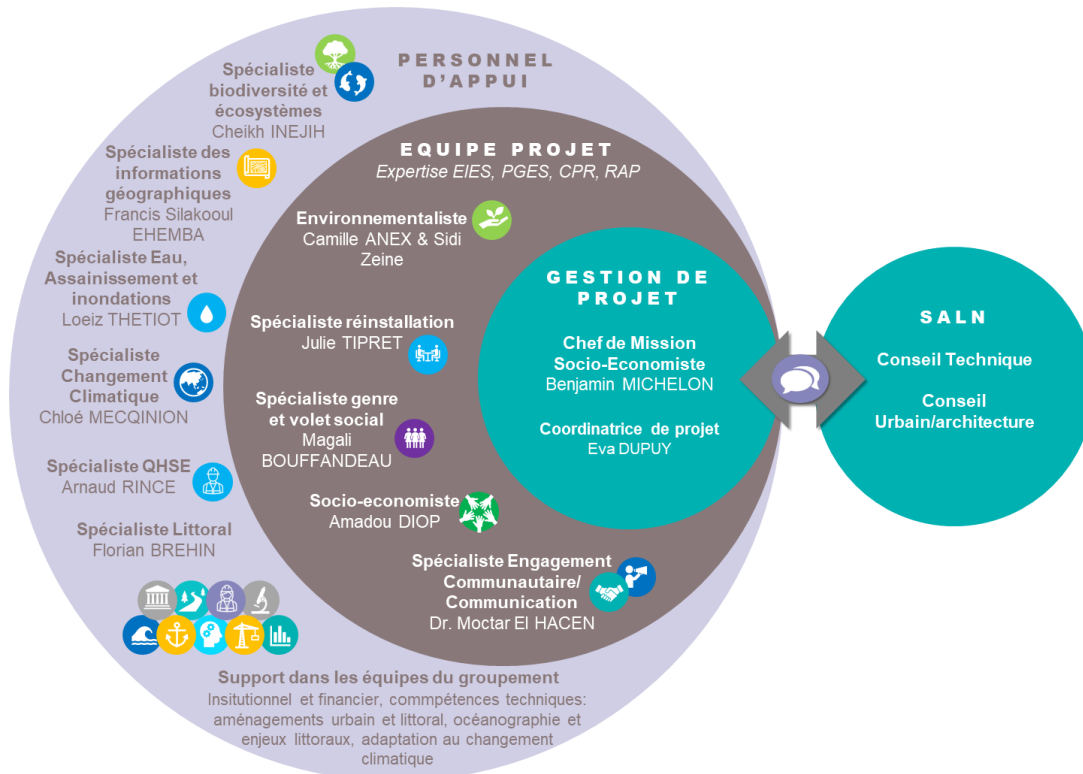 PERSONNEL
D'APPUI
Spécialiste
biodiversité et
écosystèmes
Cheikh INEJIH
Spécialiste des
informations
géographiques
Francis Silakooul
EHEMBA
Spécialiste Eau,
Assainissement et
inondations
Loeiz THETIOT
Spécialiste
Changement
Climatique
Chloé MECQINION
Spécialiste QHSE
Arnaud RINCE
Spécialiste Littoral
Florian BREHIN
Support dans les équipes du groupement
Insitutionnel et financier, commpétences techniques:
aménagements urbain et littoral, océanographie et
enjeux littoraux, adaptation au changement
climatique
EQUIPE PROJET
Expertise EIES, PGES, CPR, RAP
Environnementaliste
Camille ANEX & Sidi
Zeine
Spécialiste réinstallation
Julie TIPRET
Spécialiste genre
et volet social
Magali
BOUFFANDEAU
Socio-economiste
Amadou DIOP
Spécialiste Engagement
Communautaire/
Communication
Dr. Moctar El HACEN
GESTION DE
PROJET
Chef de Mission
Socio-Economiste
Benjamin MICHELON
Coordinatrice de projet
Eva DUPUY
SALN
Conseil Technique
Conseil
Urbain/architecture